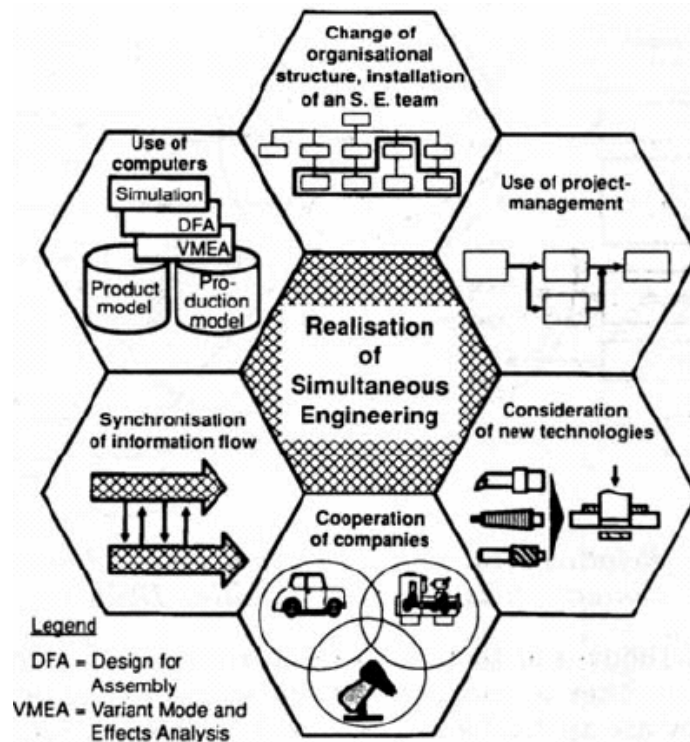 Change of
organisational
structure, installation
of an S. E. team
Use of
computers
Simulation
DFA
VMEA
Product
model
Pro-
duction
model
Use of project-
management
Realisation
of
Simultaneous
Engineering
Synchronisation
of information flow
Consideration
of new technologies
Cooperation
of companies
Legend
DFA = Design for
Assembly
VMEA = Variant Mode and
Effects Analysis